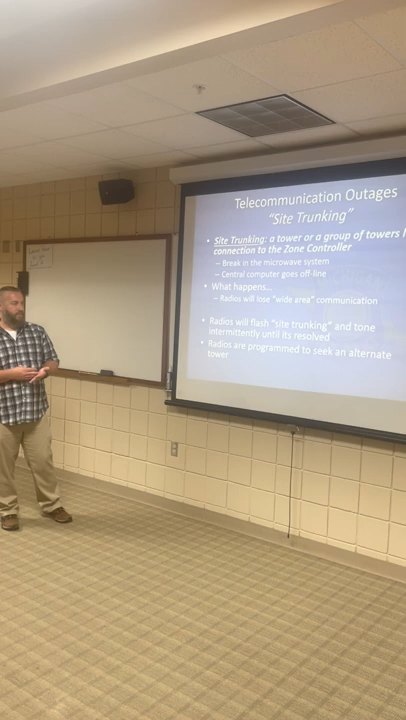 Telecommunication Outages
"Site Trunking"
• Site Trunking: a tower or a group of towers h
connection to the Zone Controller
– Break in the microwave system
– Central computer goes off-line
• What happens...
– Radios will lose "wide area" communication
• Radios will flash "site trunking" and tone
intermittently until its resolved
• Radios are programmed to seek an alternate
tower